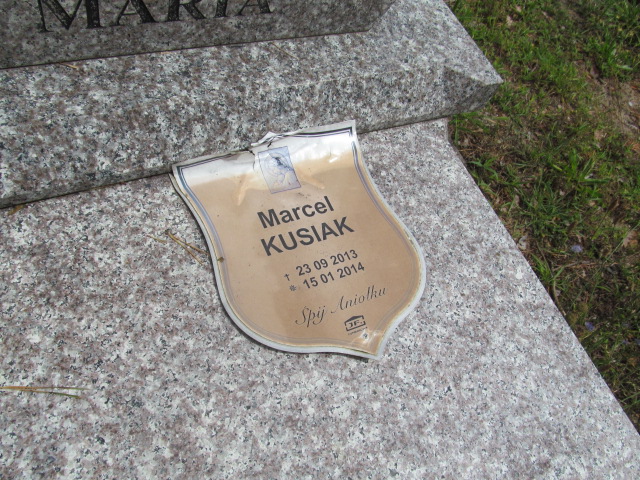 MARIA
Marcel
KUSIAK
† 23 09 2013
* 15 01 2014
Śpij Aniołku